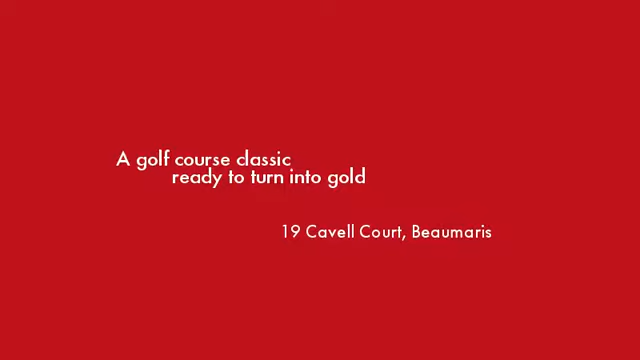 A golf course classic
ready to turn into gold
19 Cavell Court, Beaumaris